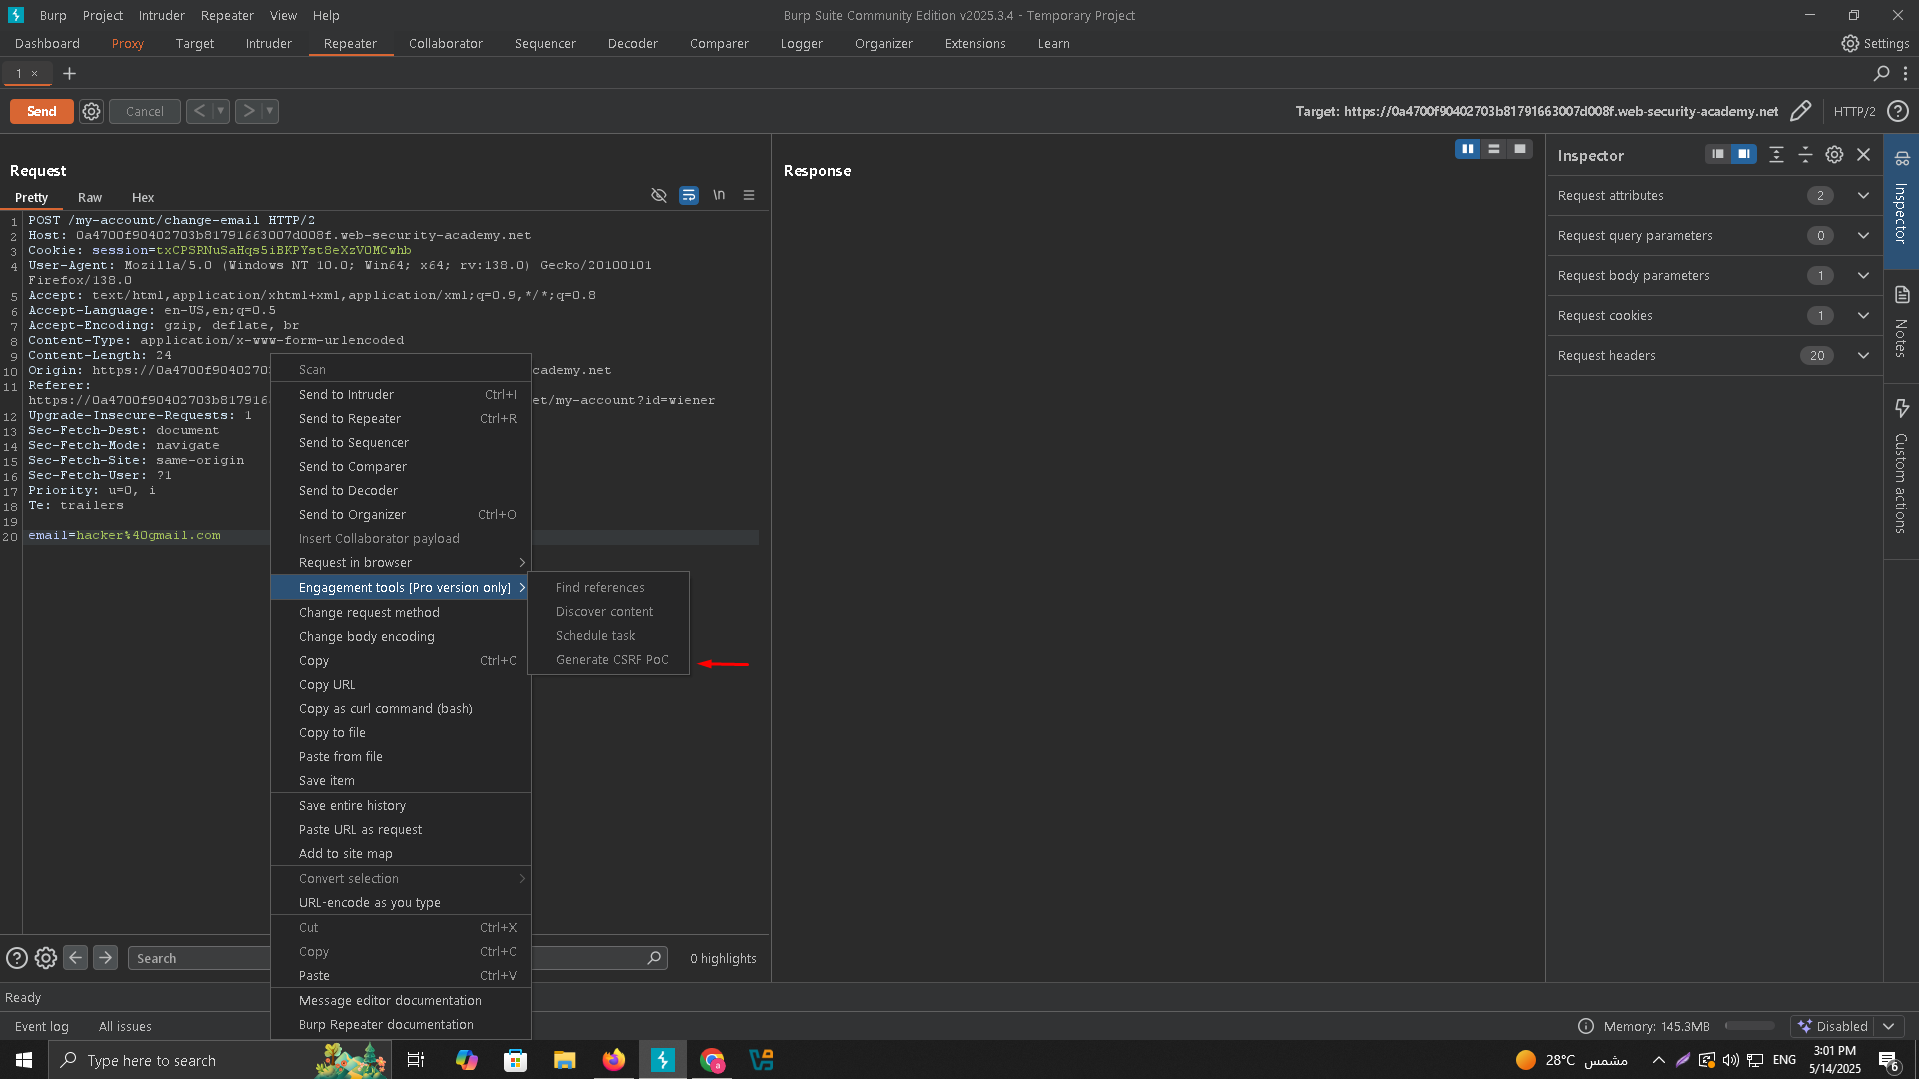 Burp Project Intruder Repeater View Help
Burp Suite Community Edition v2025.3.4 - Temporary Project
Dashboard Proxy Target Intruder Repeater Collaborator Sequencer Decoder Comparer Logger Organizer Extensions Learn
Settings
1 × +
Send Cancel < >
Target: https://0a4700f90402703b81791663007d008f.web-security-academy.net
HTTP/2
Request
Pretty Raw Hex
\n
1 POST /my-account/change-email HTTP/2
2 Host: 0a4700f90402703b81791663007d008f.web-security-academy.net
3 Cookie: session=txCPSRNuSaHqs5iBKPYst8eXzVOMCwhb
4 User-Agent: Mozilla/5.0 (Windows NT 10.0; Win64; x64; rv:138.0) Gecko/20100101
Firefox/138.0
5 Accept: text/html,application/xhtml+xml,application/xml;q=0.9,*/*;q=0.8
6 Accept-Language: en-US,en;q=0.5
7 Accept-Encoding: gzip, deflate, br
8 Content-Type: application/x-www-form-urlencoded
9 Content-Length: 24
10 Origin: https://0a4700f9040270 cademy.net
11 Referer:
https://0a4700f90402703b817916 et/my-account?id=wiener
12 Upgrade-Insecure-Requests: 1
13 Sec-Fetch-Dest: document
14 Sec-Fetch-Mode: navigate
15 Sec-Fetch-Site: same-origin
16 Sec-Fetch-User: ?1
17 Priority: u=0, i
18 Te: trailers
19
20 email=hacker%40gmail.com
Scan
Send to Intruder Ctrl+I
Send to Repeater Ctrl+R
Send to Sequencer
Send to Comparer
Send to Decoder
Send to Organizer Ctrl+O
Insert Collaborator payload
Request in browser
Engagement tools [Pro version only]
Change request method
Change body encoding
Copy Ctrl+C
Copy URL
Copy as curl command (bash)
Copy to file
Paste from file
Save item
Save entire history
Paste URL as request
Add to site map
Convert selection
URL-encode as you type
Cut Ctrl+X
Copy Ctrl+C
Paste Ctrl+V
Message editor documentation
Burp Repeater documentation
Find references
Discover content
Schedule task
Generate CSRF PoC
Response
Inspector
Request attributes 2
Request query parameters 0
Request body parameters 1
Request cookies 1
Request headers 20
Inspector
Notes
Custom actions
Search
0 highlights
Ready
Event log All issues
Memory: 145.3MB
Disabled
Type here to search
28°C مشمس
ENG
3:01 PM
5/14/2025
6